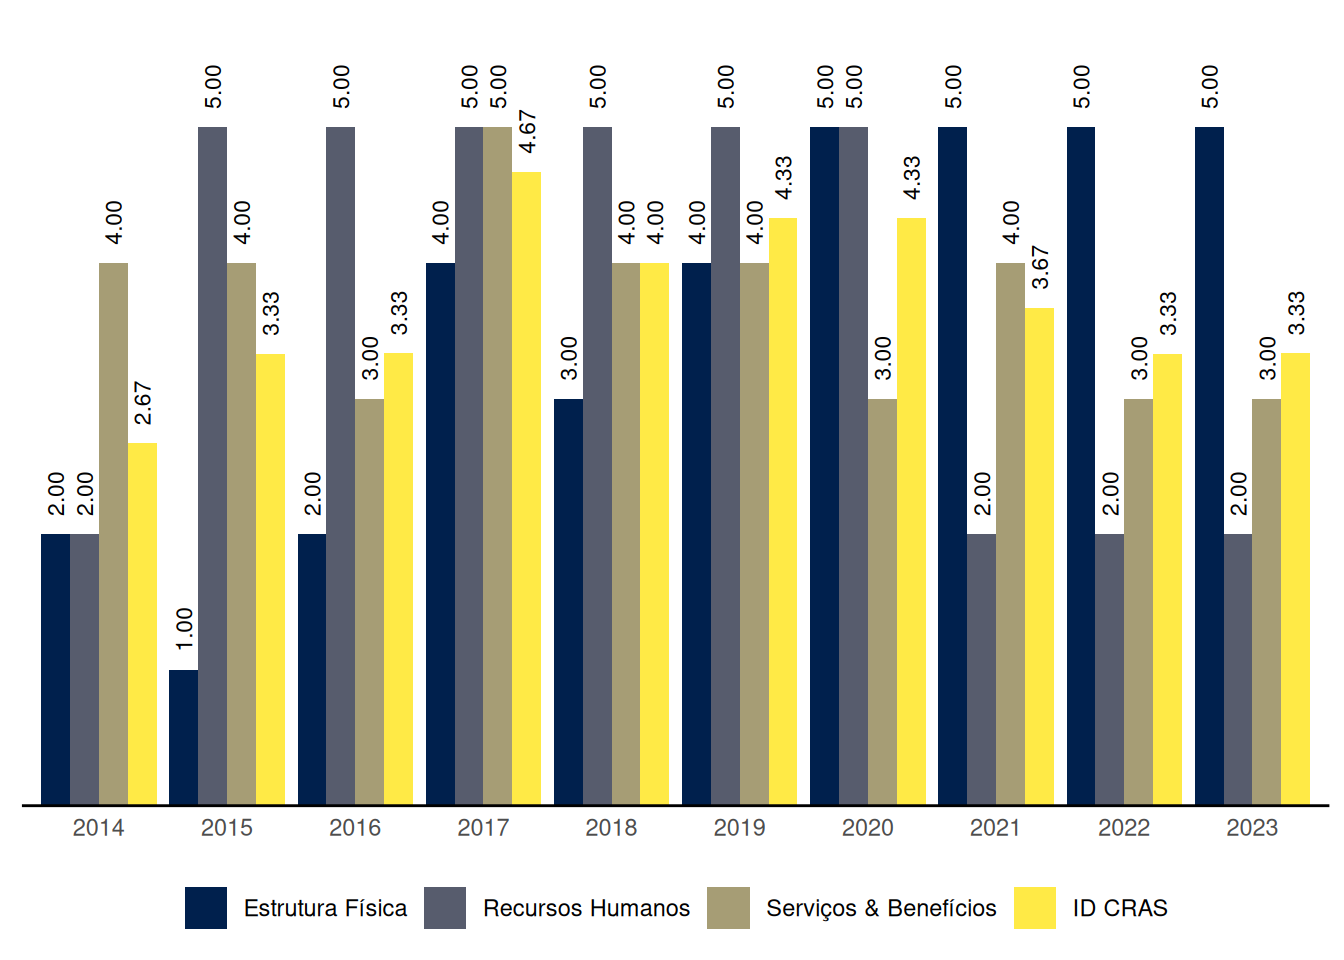 2.00 2.00 4.00 2.67
1.00 5.00 4.00 3.33
2.00 5.00 3.00 3.33
4.00 5.00 5.00 4.67
3.00 5.00 4.00 4.00
4.00 5.00 4.00 4.33
5.00 5.00 3.00 4.33
5.00 2.00 4.00 3.67
5.00 2.00 3.00 3.33
5.00 2.00 3.00 3.33
2014 2015 2016 2017 2018 2019 2020 2021 2022 2023
Estrutura Física Recursos Humanos Serviços & Benefícios ID CRAS